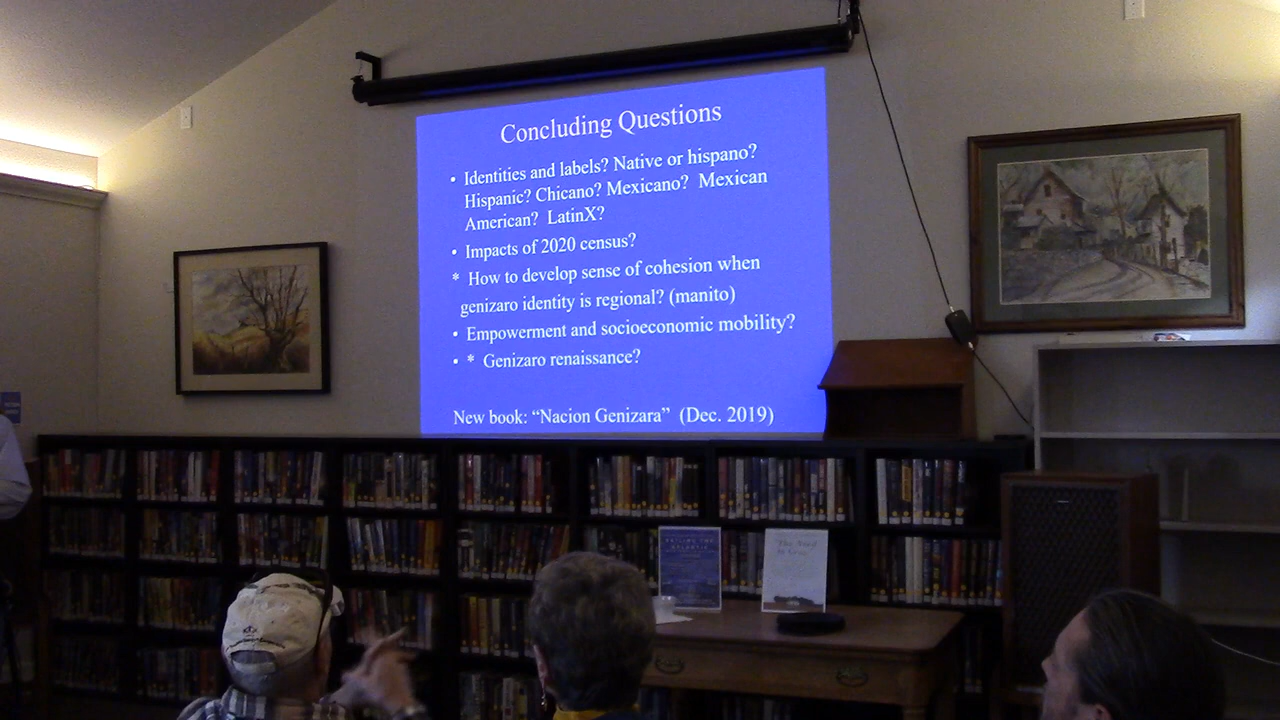 Concluding Questions
• Identities and labels? Native or hispano?
Hispanic? Chicano? Mexicano?  Mexican
American?  LatinX?
• Impacts of 2020 census?
*  How to develop sense of cohesion when
genizaro identity is regional? (manito)
• Empowerment and socioeconomic mobility?
• *  Genizaro renaissance?
New book: “Nacion Genizara”  (Dec. 2019)